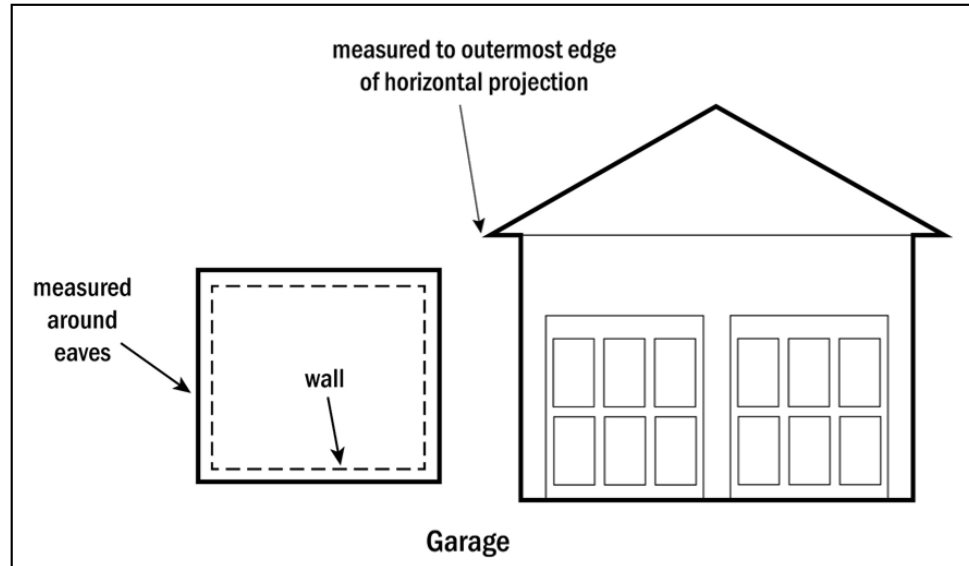 measured to outermost edge
of horizontal projection
measured
around
eaves
wall
Garage